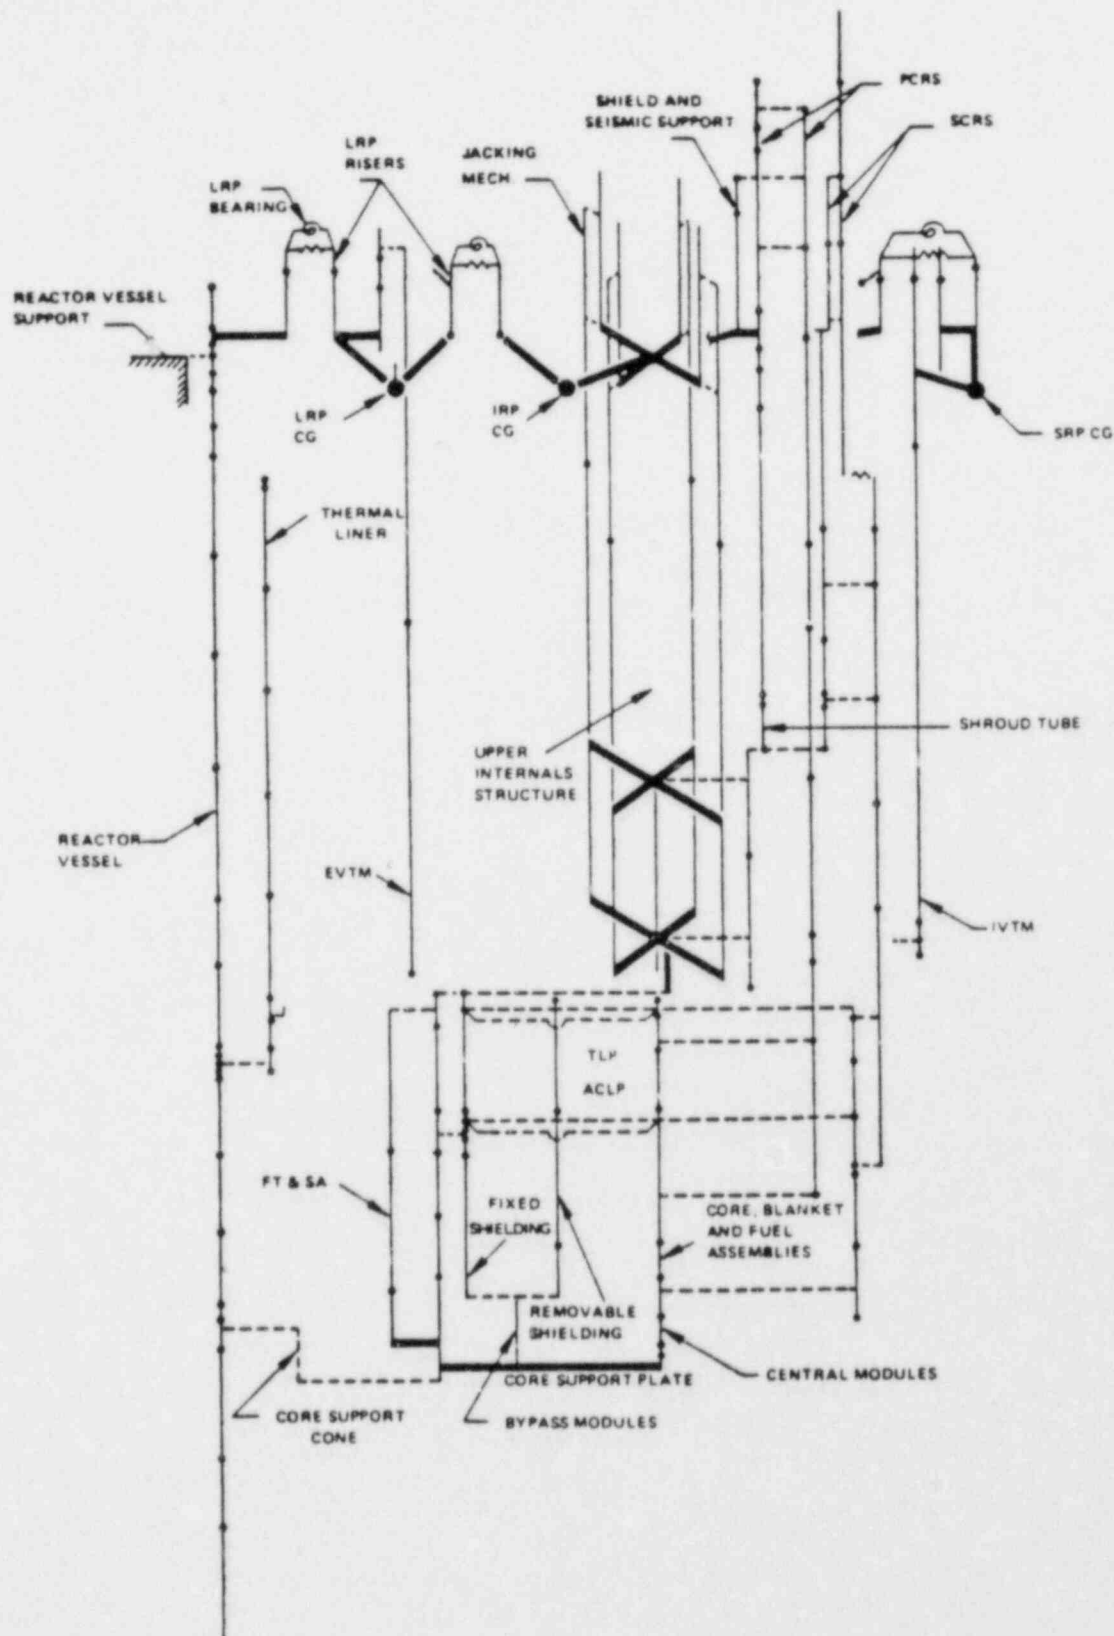 PCRS
SHIELD AND
SEISMIC SUPPORT
SCRS
LRP
RISERS
JACKING
MECH.
LRP
BEARING
REACTOR VESSEL
SUPPORT
LRP
CG
IRP
CG
SRP CG
THERMAL
LINER
SHROUD TUBE
UPPER
INTERNALS
STRUCTURE
REACTOR
VESSEL
EVTM
IVTM
TLP
ACLP
FT & SA
FIXED
SHIELDING
CORE, BLANKET
AND FUEL
ASSEMBLIES
REMOVABLE
SHIELDING
CORE SUPPORT PLATE
CENTRAL MODULES
CORE SUPPORT
CONE
BYPASS MODULES